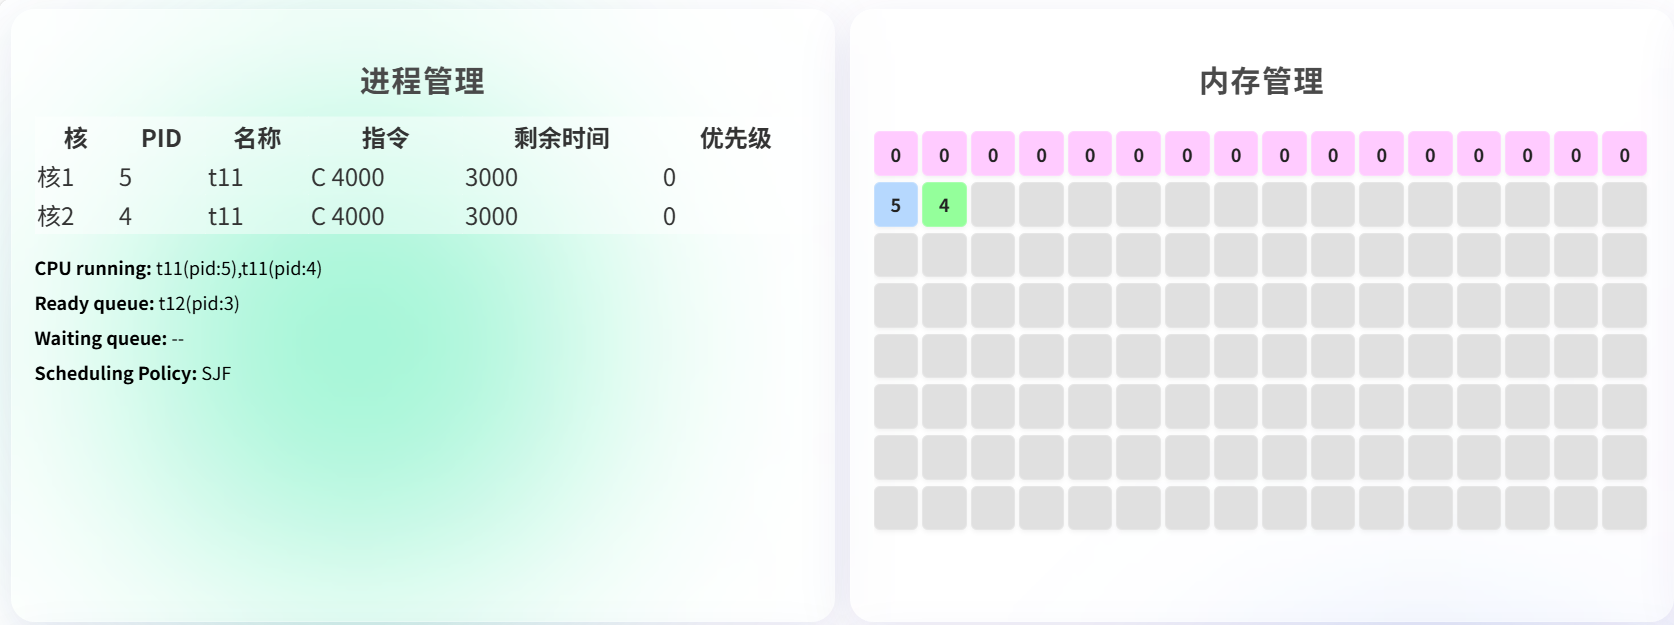 进程管理
核 PID 名称 指令 剩余时间 优先级
核1 5 t11 C 4000 3000 0
核2 4 t11 C 4000 3000 0
CPU running: t11(pid:5),t11(pid:4)
Ready queue: t12(pid:3)
Waiting queue: --
Scheduling Policy: SJF
内存管理
0 0 0 0 0 0 0 0 0 0 0 0 0 0 0 0
5 4